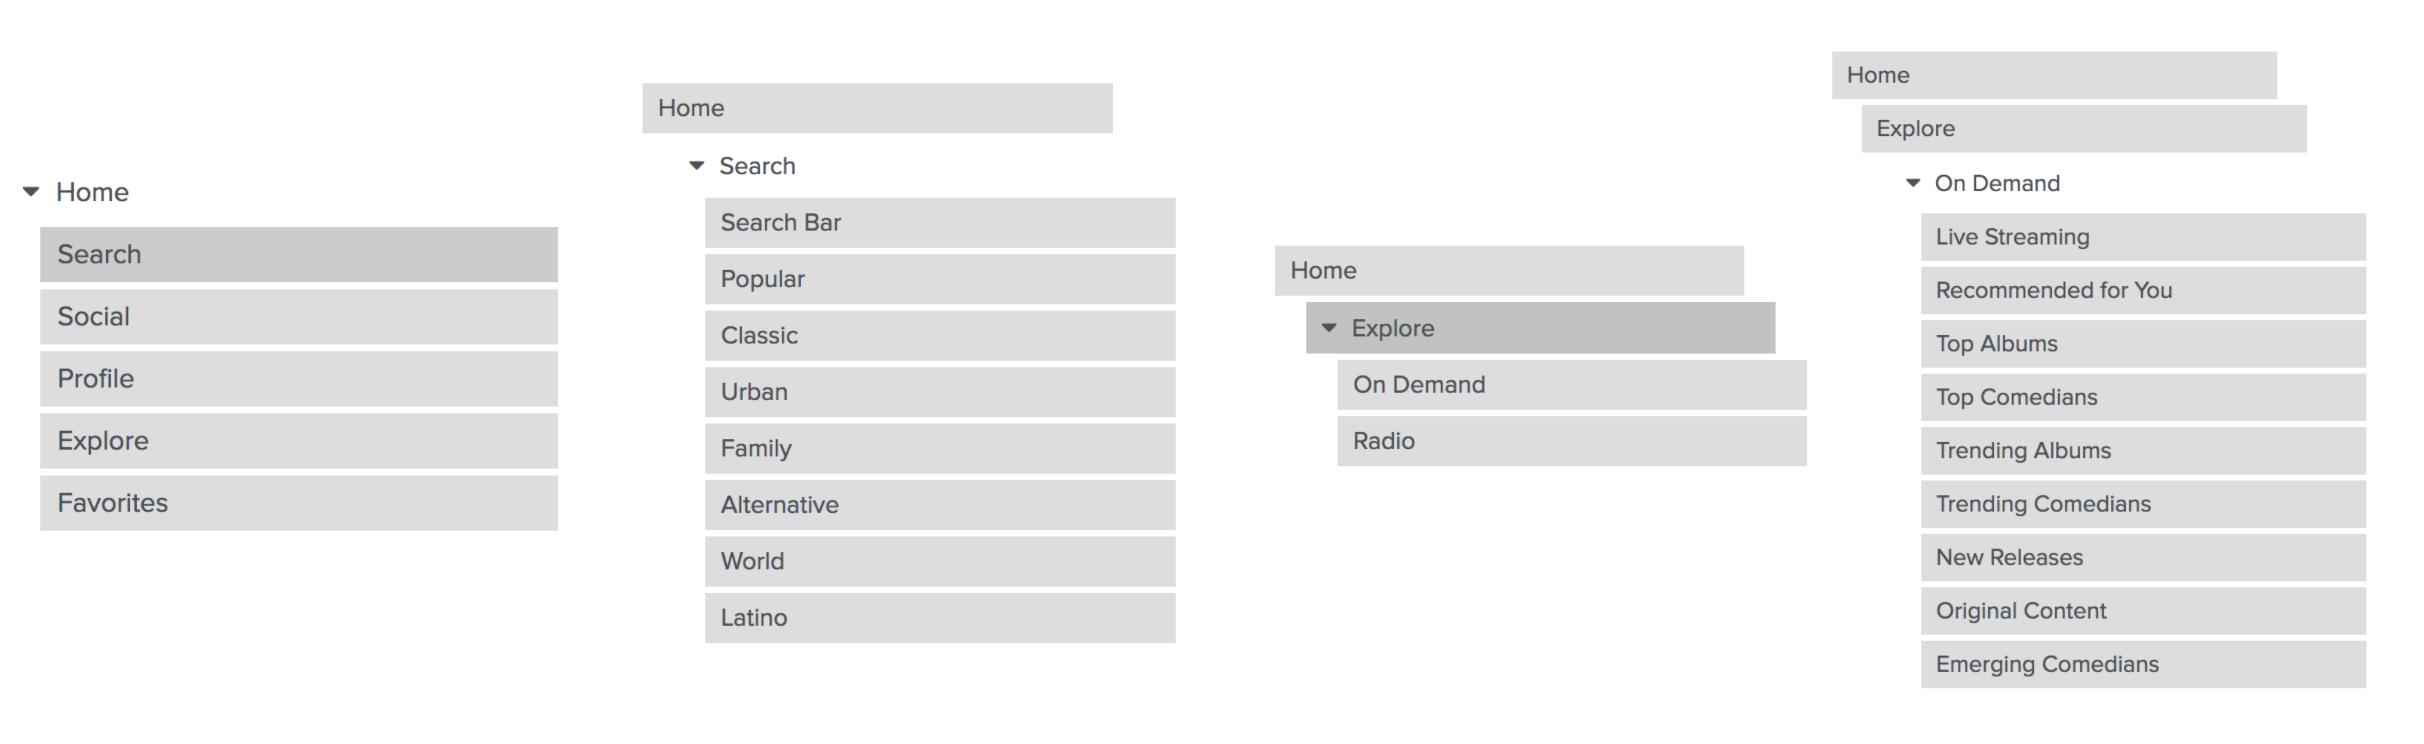 Home
Search
Social
Profile
Explore
Favorites
Home
Search
Search Bar
Popular
Classic
Urban
Family
Alternative
World
Latino
Home
Explore
On Demand
Radio
Home
Explore
On Demand
Live Streaming
Recommended for You
Top Albums
Top Comedians
Trending Albums
Trending Comedians
New Releases
Original Content
Emerging Comedians